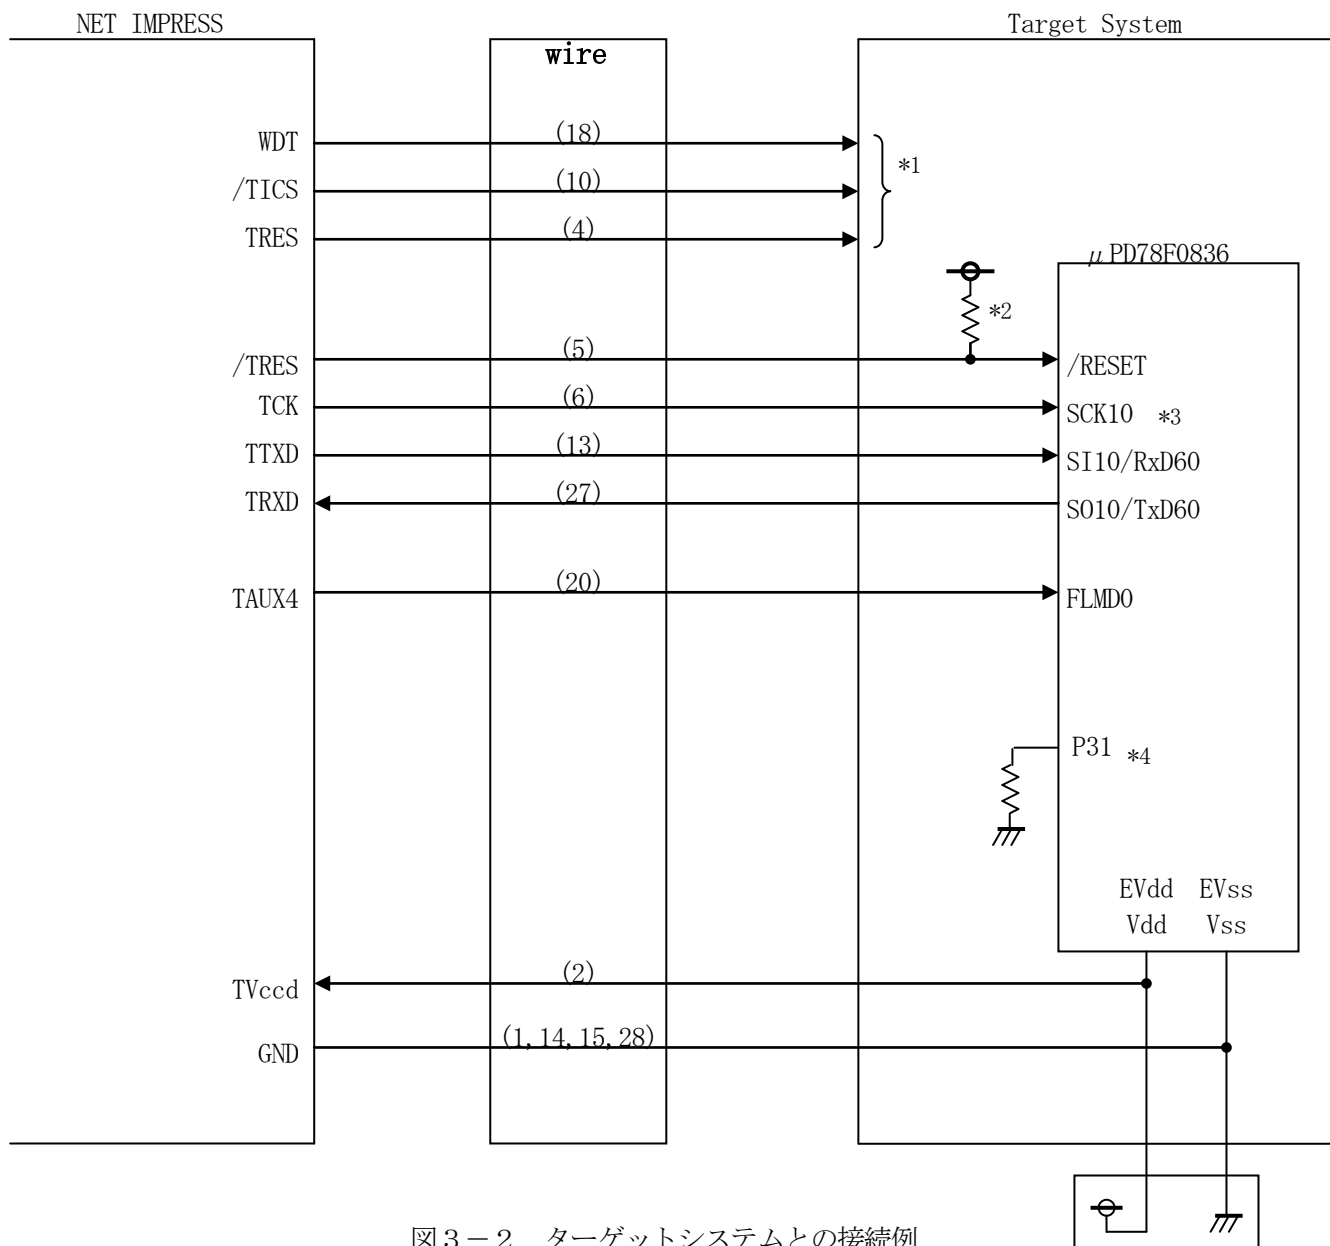 NET IMPRESS
Target System
wire
WDT
(18)
*1
/TICS
(10)
TRES
(4)
μPD78F0836
*2
/TRES
(5)
/RESET
TCK
(6)
SCK10 *3
TTXD
(13)
SI10/RxD60
TRXD
(27)
SO10/TxD60
TAUX4
(20)
FLMD0
P31 *4
EVdd EVss
Vdd Vss
TVccd
(2)
GND
(1,14,15,28)
図3-2 ターゲットシステムとの接続例